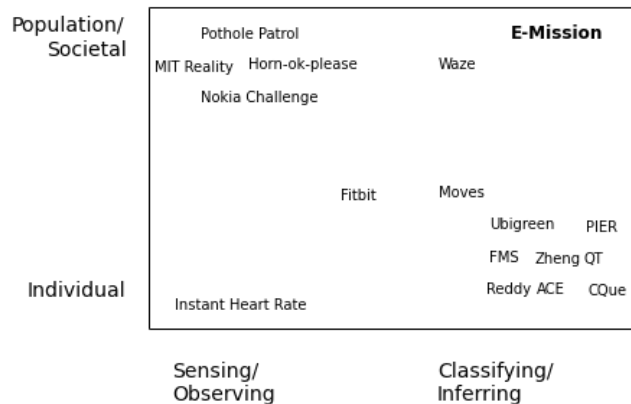 Population/
Societal
Pothole Patrol
E-Mission
MIT Reality
Horn-ok-please
Waze
Nokia Challenge
Fitbit
Moves
Ubigreen
PIER
FMS
Zheng
QT
Individual
Reddy
ACE
CQue
Instant Heart Rate
Sensing/
Observing
Classifying/
Inferring